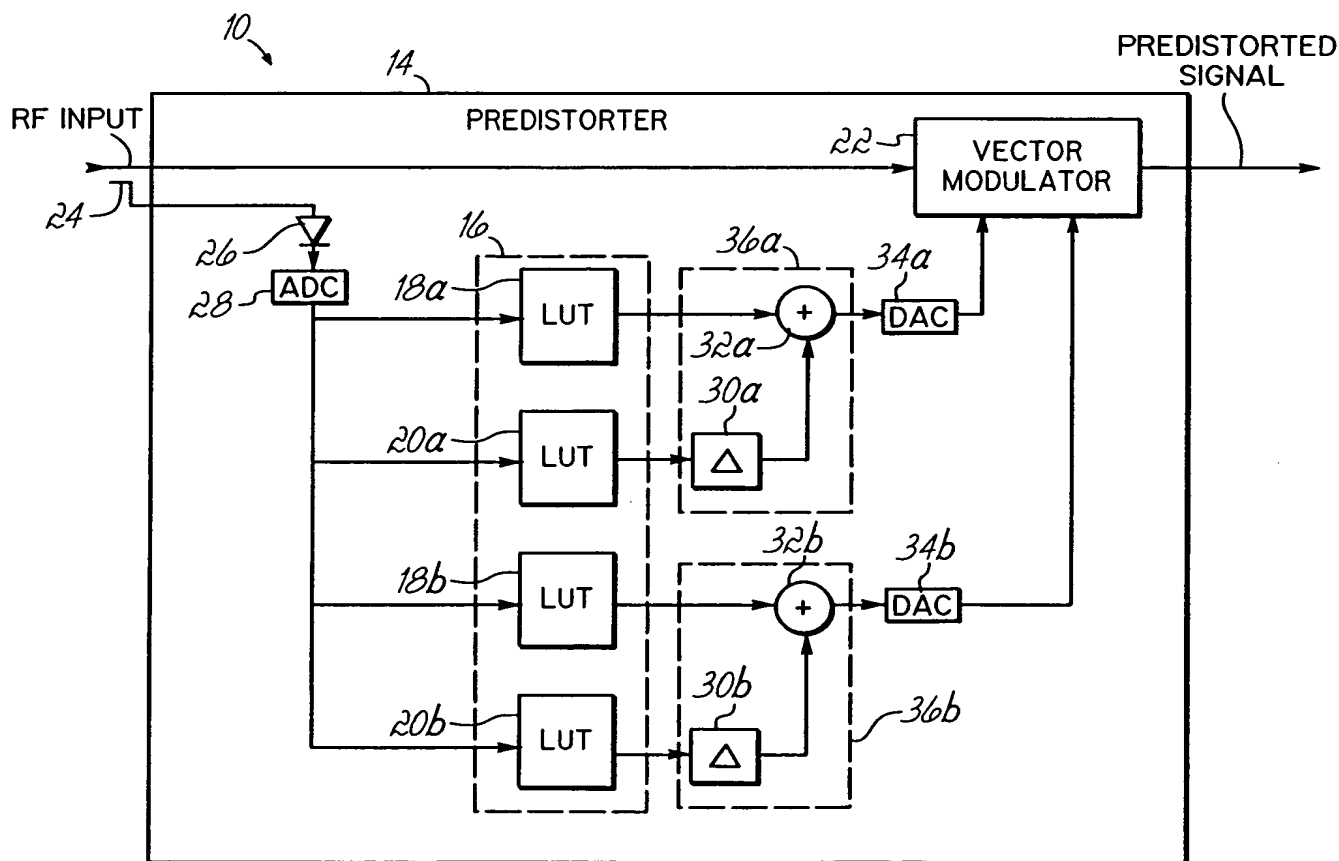 10
14
PREDISTORTED
SIGNAL
RF INPUT
PREDISTORTER
22
VECTOR
MODULATOR
24
26
16
36a
34a
28
ADC
18a
LUT
+
32a
DAC
30a
20a
LUT
Δ
32b
34b
18b
LUT
+
DAC
30b
20b
LUT
Δ
36b